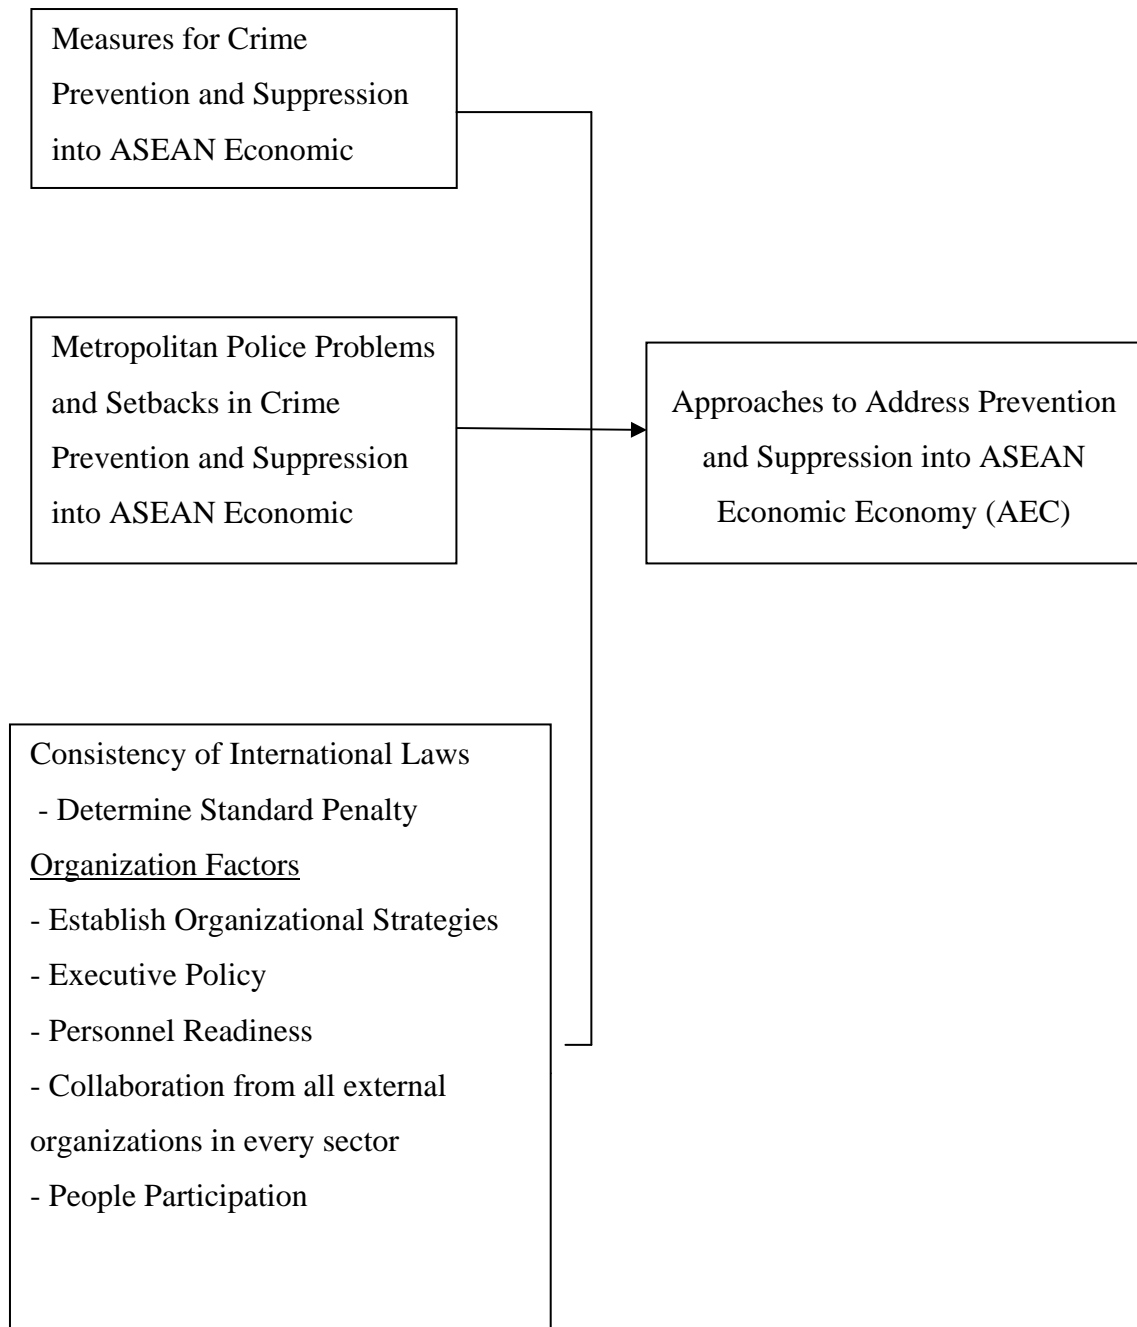 Measures for Crime
Prevention and Suppression
into ASEAN Economic
Metropolitan Police Problems
and Setbacks in Crime
Prevention and Suppression
into ASEAN Economic
Approaches to Address Prevention
and Suppression into ASEAN
Economic Economy (AEC)
Consistency of International Laws
- Determine Standard Penalty
Organization Factors
- Establish Organizational Strategies
- Executive Policy
- Personnel Readiness
- Collaboration from all external
organizations in every sector
- People Participation